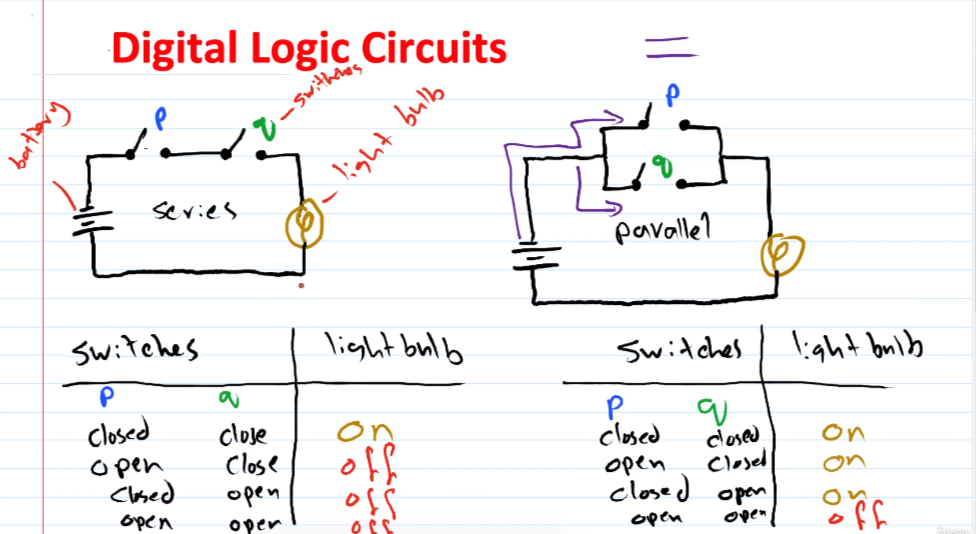 Digital Logic Circuits
battery
p
q
switches
light bulb
series
p
q
parallel
switches light bulb
p q
closed close on
open close off
closed open off
open open off
switches light bulb
p q
closed closed on
open closed on
closed open on
open open off